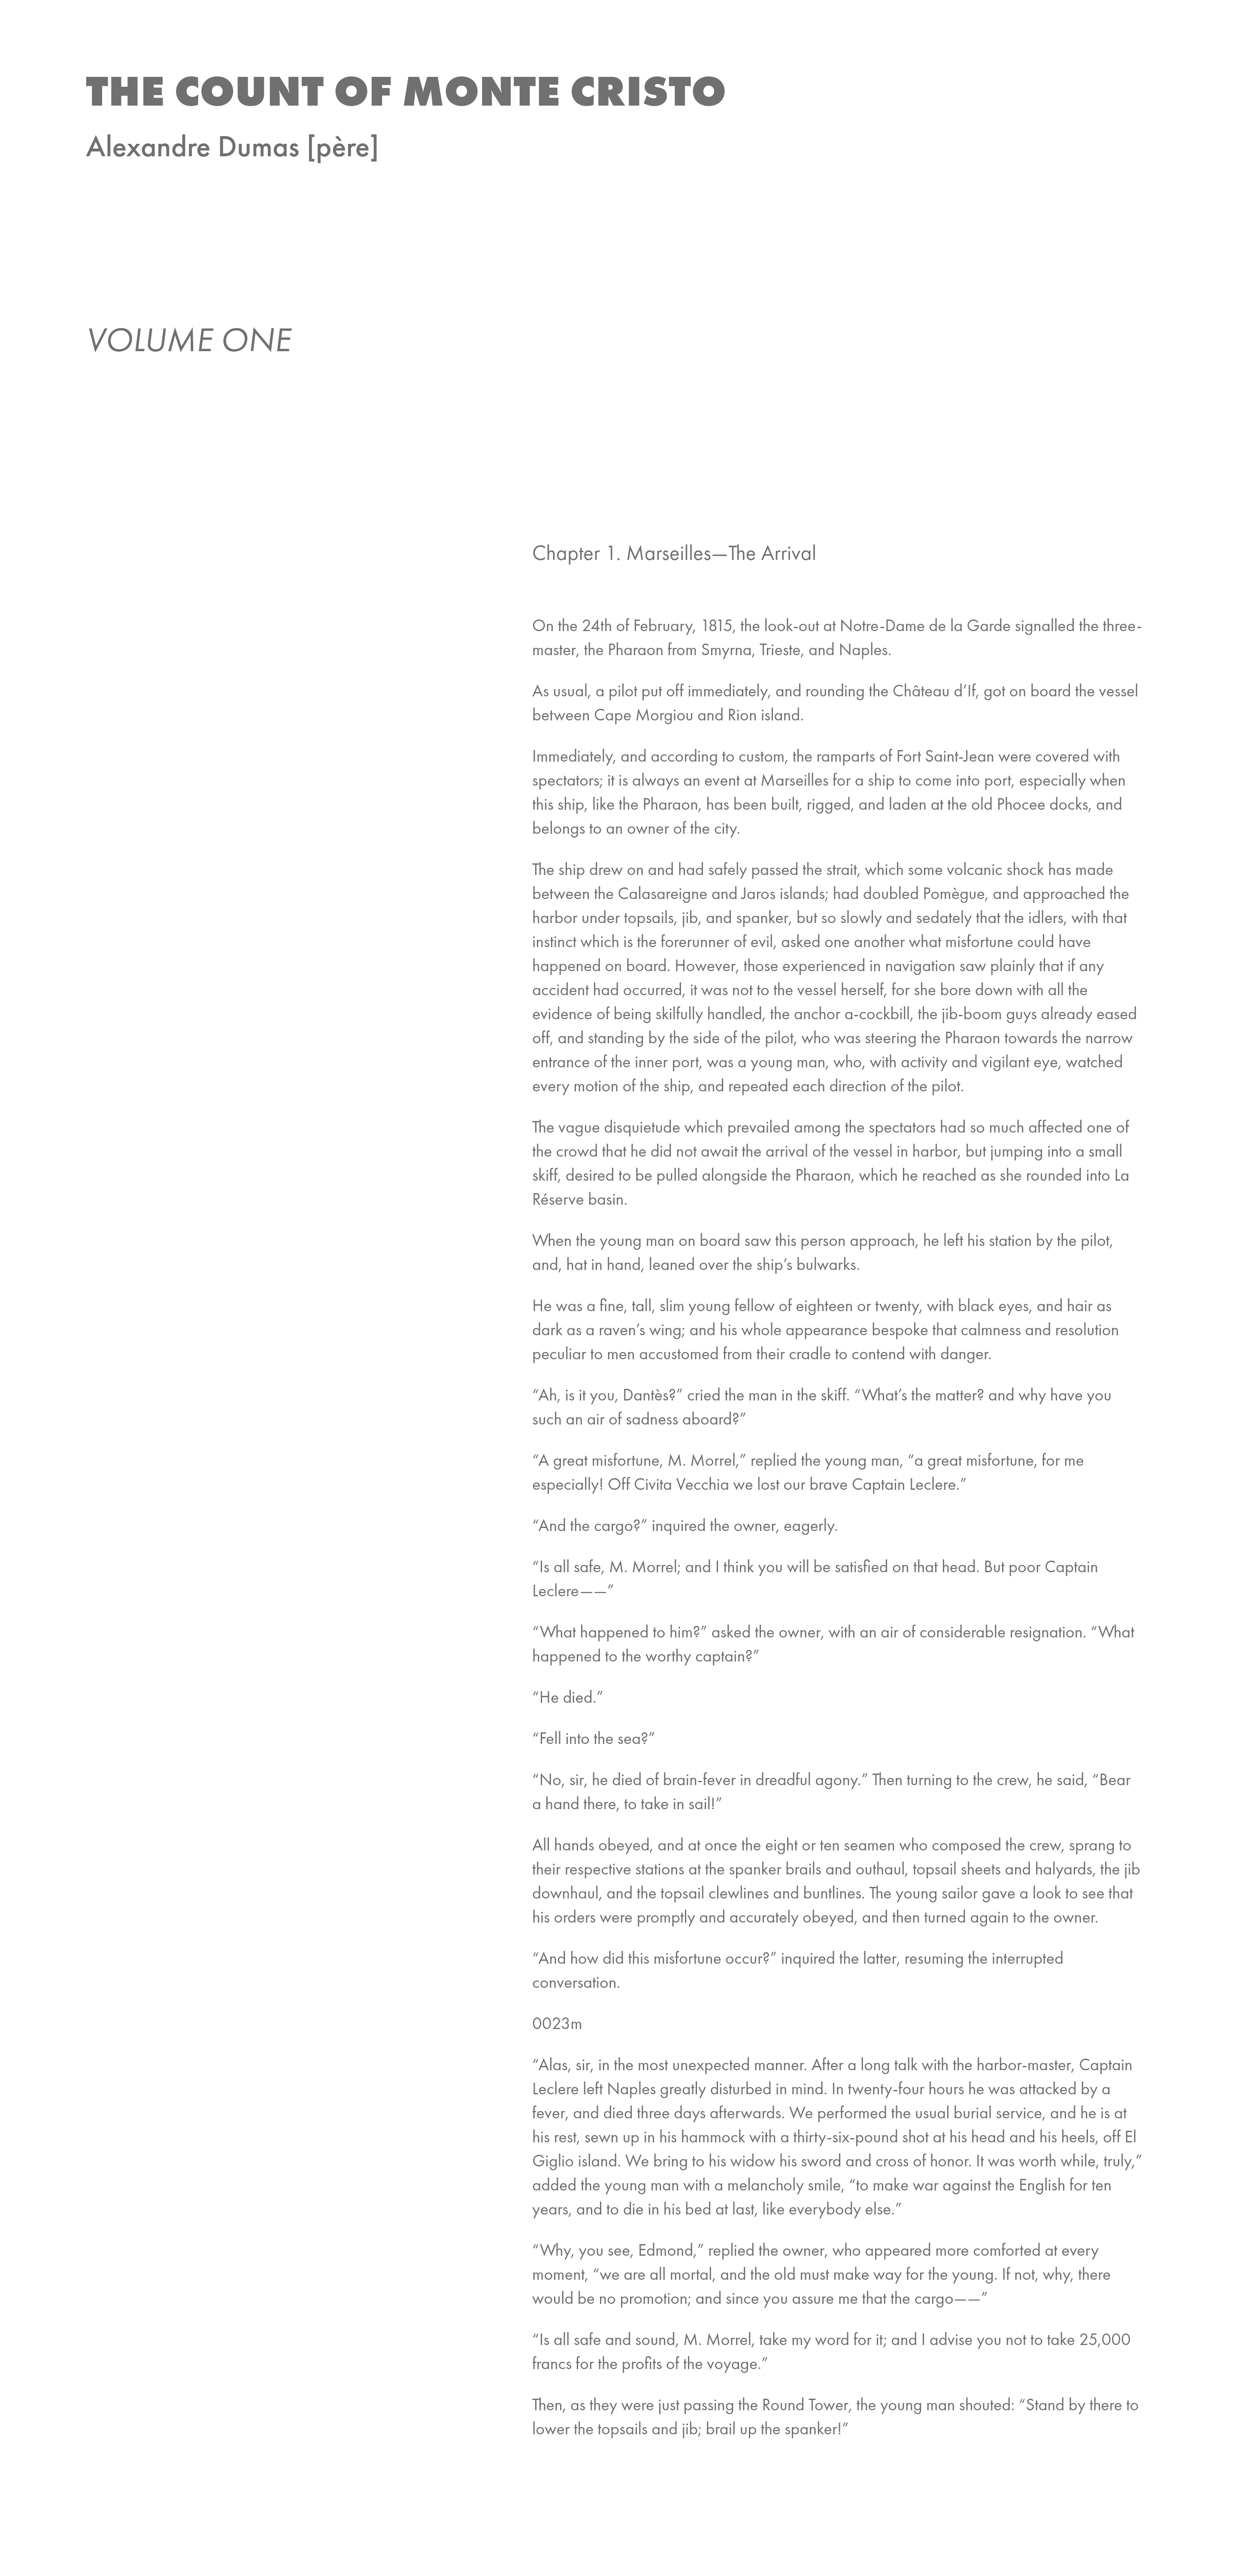 THE COUNT OF MONTE CRISTO
Alexandre Dumas [père]
VOLUME ONE
Chapter 1. Marseilles—The Arrival
On the 24th of February, 1815, the look-out at Notre-Dame de la Garde signalled the three-
master, the Pharaon from Smyrna, Trieste, and Naples.
As usual, a pilot put off immediately, and rounding the Château d’If, got on board the vessel
between Cape Morgiou and Rion island.
Immediately, and according to custom, the ramparts of Fort Saint-Jean were covered with
spectators; it is always an event at Marseilles for a ship to come into port, especially when
this ship, like the Pharaon, has been built, rigged, and laden at the old Phocee docks, and
belongs to an owner of the city.
The ship drew on and had safely passed the strait, which some volcanic shock has made
between the Calasareigne and Jaros islands; had doubled Pomègue, and approached the
harbor under topsails, jib, and spanker, but so slowly and sedately that the idlers, with that
instinct which is the forerunner of evil, asked one another what misfortune could have
happened on board. However, those experienced in navigation saw plainly that if any
accident had occurred, it was not to the vessel herself, for she bore down with all the
evidence of being skilfully handled, the anchor a-cockbill, the jib-boom guys already eased
off, and standing by the side of the pilot, who was steering the Pharaon towards the narrow
entrance of the inner port, was a young man, who, with activity and vigilant eye, watched
every motion of the ship, and repeated each direction of the pilot.
The vague disquietude which prevailed among the spectators had so much affected one of
the crowd that he did not await the arrival of the vessel in harbor, but jumping into a small
skiff, desired to be pulled alongside the Pharaon, which he reached as she rounded into La
Réserve basin.
When the young man on board saw this person approach, he left his station by the pilot,
and, hat in hand, leaned over the ship’s bulwarks.
He was a fine, tall, slim young fellow of eighteen or twenty, with black eyes, and hair as
dark as a raven’s wing; and his whole appearance bespoke that calmness and resolution
peculiar to men accustomed from their cradle to contend with danger.
“Ah, is it you, Dantès?” cried the man in the skiff. “What’s the matter? and why have you
such an air of sadness aboard?”
“A great misfortune, M. Morrel,” replied the young man, “a great misfortune, for me
especially! Off Civita Vecchia we lost our brave Captain Leclere.”
“And the cargo?” inquired the owner, eagerly.
“Is all safe, M. Morrel; and I think you will be satisfied on that head. But poor Captain
Leclere——”
“What happened to him?” asked the owner, with an air of considerable resignation. “What
happened to the worthy captain?”
“He died.”
“Fell into the sea?”
“No, sir, he died of brain-fever in dreadful agony.” Then turning to the crew, he said, “Bear
a hand there, to take in sail!”
All hands obeyed, and at once the eight or ten seamen who composed the crew, sprang to
their respective stations at the spanker brails and outhaul, topsail sheets and halyards, the jib
downhaul, and the topsail clewlines and buntlines. The young sailor gave a look to see that
his orders were promptly and accurately obeyed, and then turned again to the owner.
“And how did this misfortune occur?” inquired the latter, resuming the interrupted
conversation.
0023m
“Alas, sir, in the most unexpected manner. After a long talk with the harbor-master, Captain
Leclere left Naples greatly disturbed in mind. In twenty-four hours he was attacked by a
fever, and died three days afterwards. We performed the usual burial service, and he is at
his rest, sewn up in his hammock with a thirty-six-pound shot at his head and his heels, off El
Giglio island. We bring to his widow his sword and cross of honor. It was worth while, truly,”
added the young man with a melancholy smile, “to make war against the English for ten
years, and to die in his bed at last, like everybody else.”
“Why, you see, Edmond,” replied the owner, who appeared more comforted at every
moment, “we are all mortal, and the old must make way for the young. If not, why, there
would be no promotion; and since you assure me that the cargo——”
“Is all safe and sound, M. Morrel, take my word for it; and I advise you not to take 25,000
francs for the profits of the voyage.”
Then, as they were just passing the Round Tower, the young man shouted: “Stand by there to
lower the topsails and jib; brail up the spanker!”